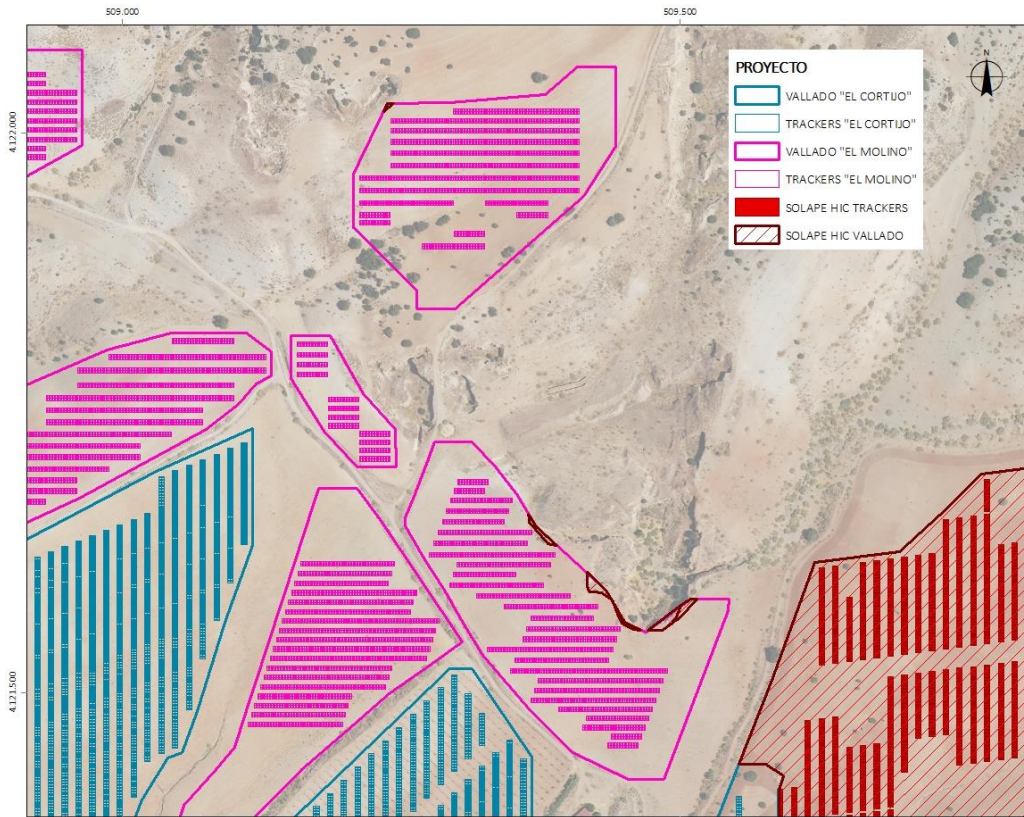 509.000
509.500
PROYECTO
N
VALLADO "EL CORTIJO"
TRACKERS "EL CORTIJO"
VALLADO "EL MOLINO"
TRACKERS "EL MOLINO"
SOLAPE HIC TRACKERS
SOLAPE HIC VALLADO
4.122.000
4.121.500